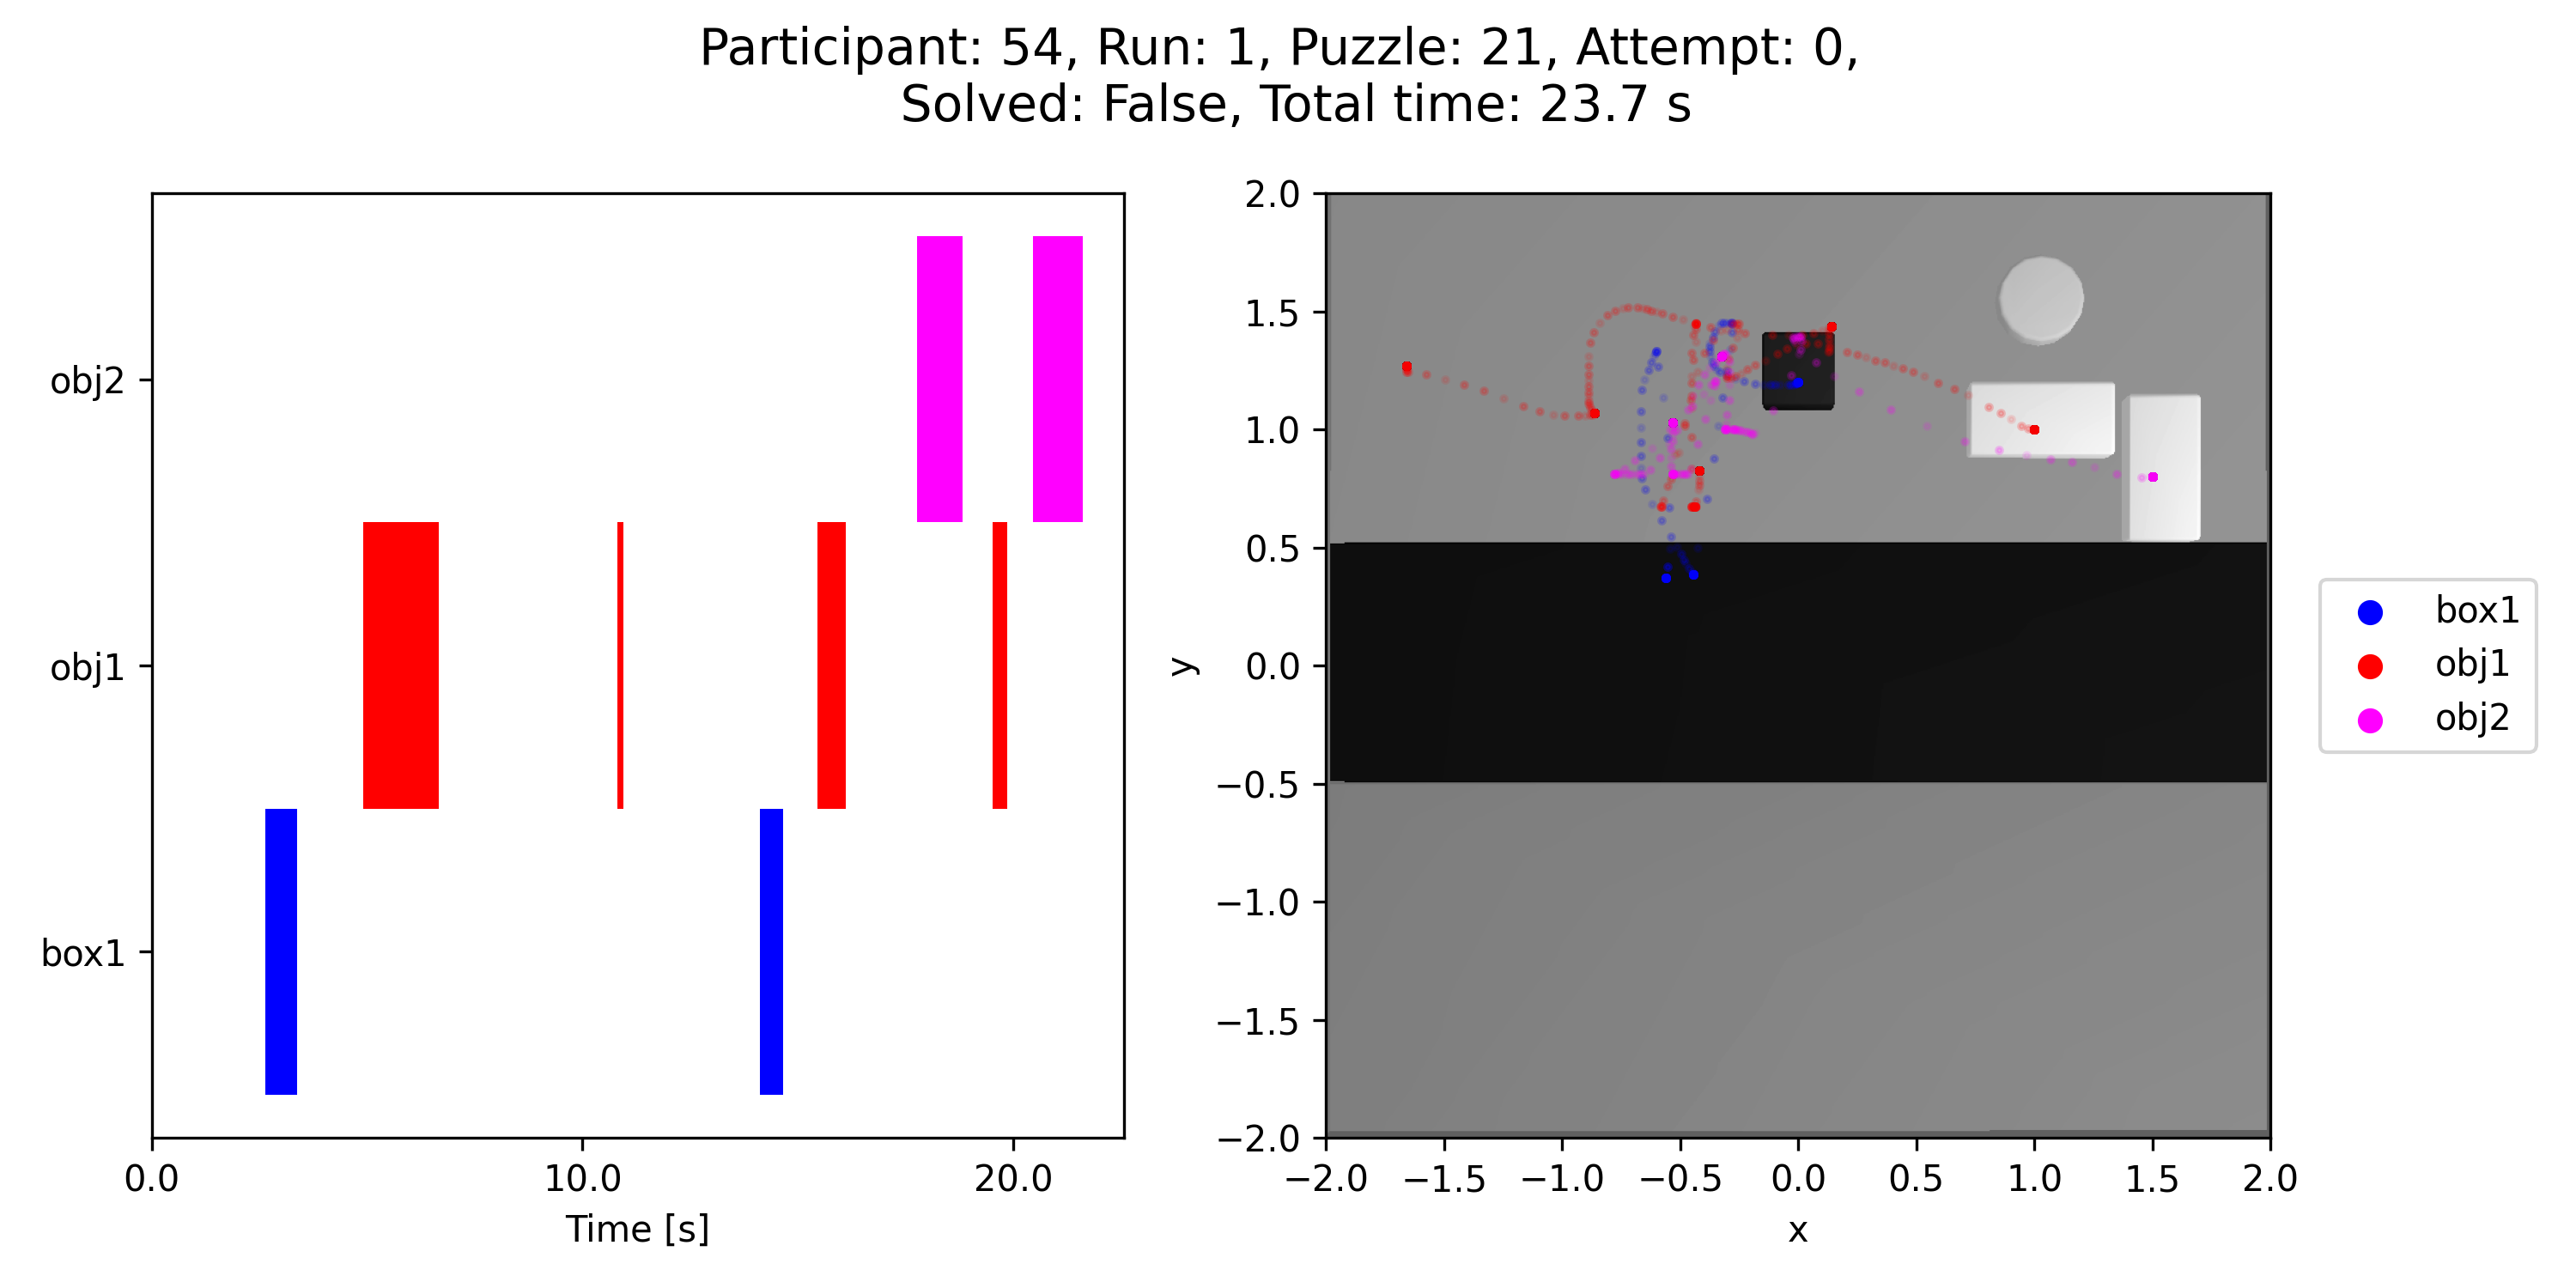 Participant: 54, Run: 1, Puzzle: 21, Attempt: 0,
Solved: False, Total time: 23.7 s
obj2
obj1
box1
0.0
10.0
20.0
Time [s]
2.0
1.5
1.0
0.5
0.0
−0.5
−1.0
−1.5
−2.0
y
−2.0 −1.5 −1.0 −0.5 0.0 0.5 1.0 1.5 2.0
x
box1
obj1
obj2